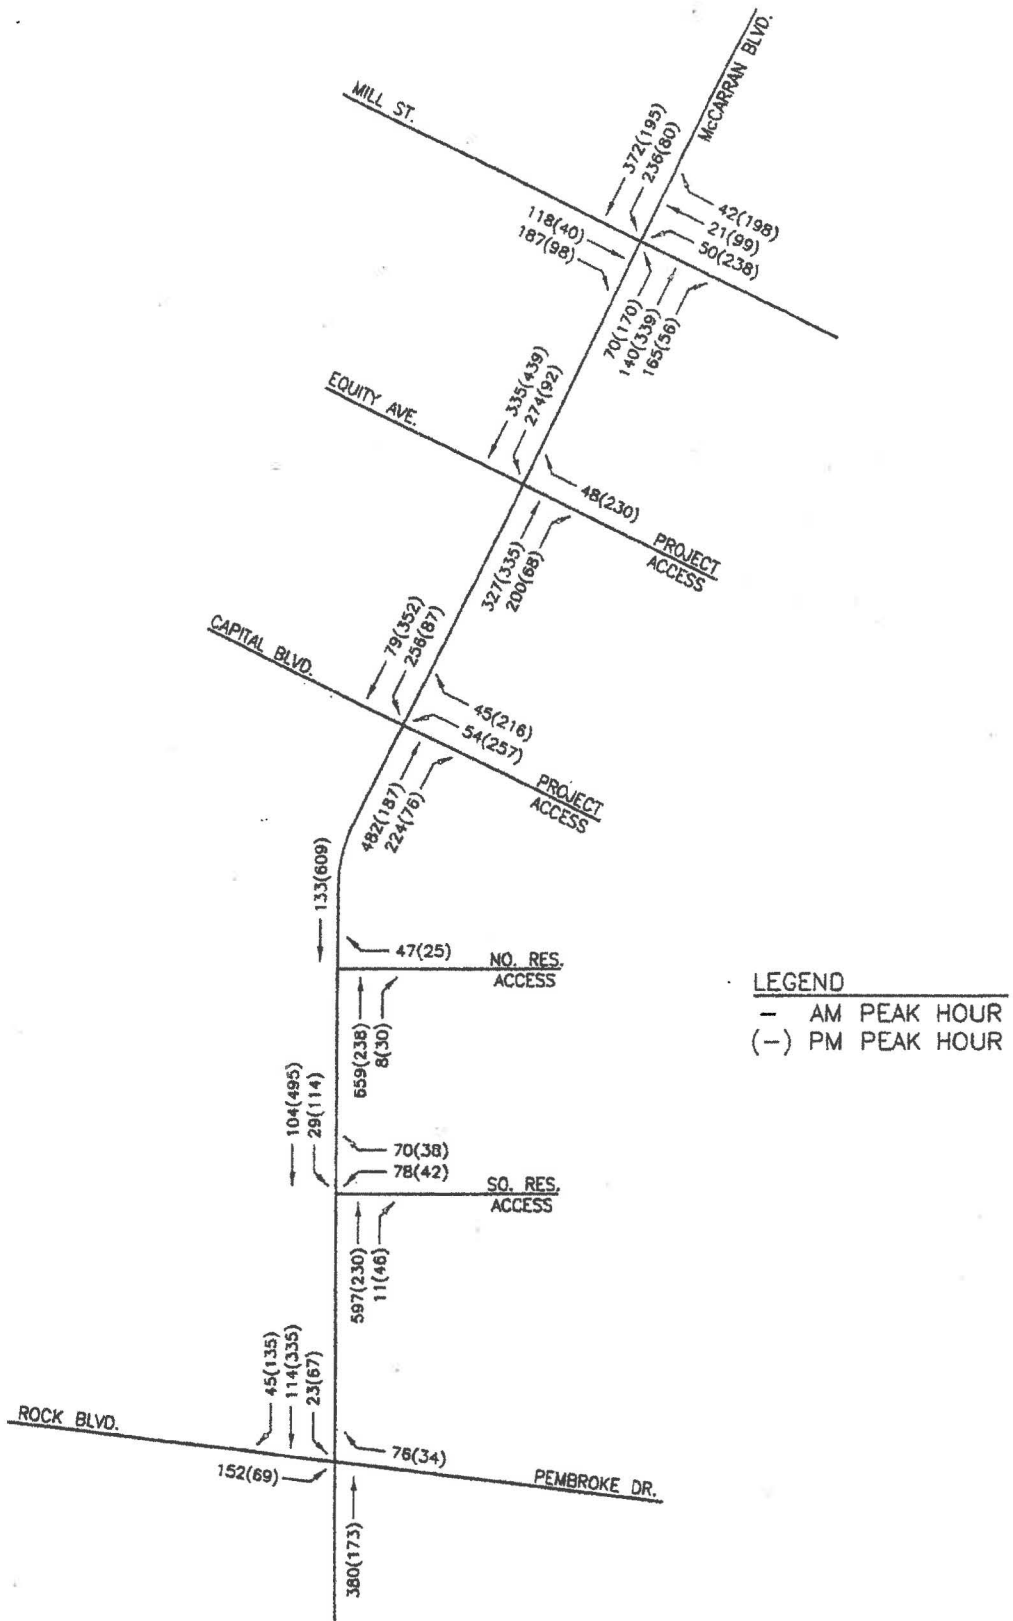 McCARRAN BLVD.
MILL ST.
372(195)
236(80)
42(198)
21(99)
50(238)
118(40)
187(98)
70(170)
140(339)
165(56)
EQUITY AVE.
335(439)
274(92)
48(230)
PROJECT
ACCESS
327(335)
200(68)
CAPITAL BLVD.
79(352)
256(87)
45(216)
54(257)
PROJECT
ACCESS
482(187)
224(76)
133(609)
47(25)
NO. RES.
ACCESS
659(238)
8(30)
LEGEND
– AM PEAK HOUR
(–) PM PEAK HOUR
104(495)
29(114)
70(38)
78(42)
SO. RES.
ACCESS
597(230)
11(46)
45(135)
114(335)
23(67)
ROCK BLVD.
76(34)
152(69)
PEMBROKE DR.
380(173)